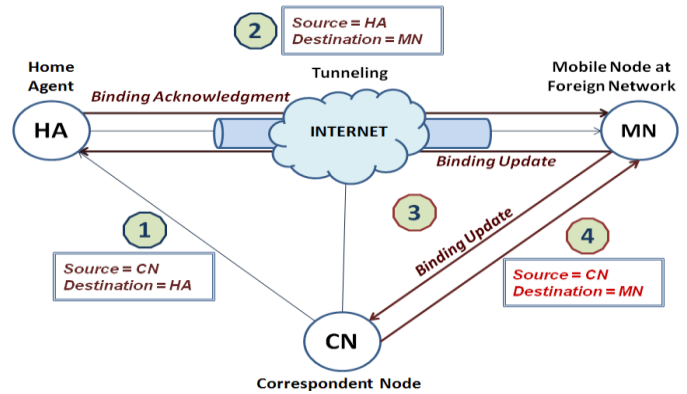 2
Source = HA
Destination = MN
Home
Agent
Tunneling
Mobile Node at
Foreign Network
Binding Acknowledgment
HA
INTERNET
MN
Binding Update
3
1
Binding Update
4
Source = CN
Destination = HA
Source = CN
Destination = MN
CN
Correspondent Node